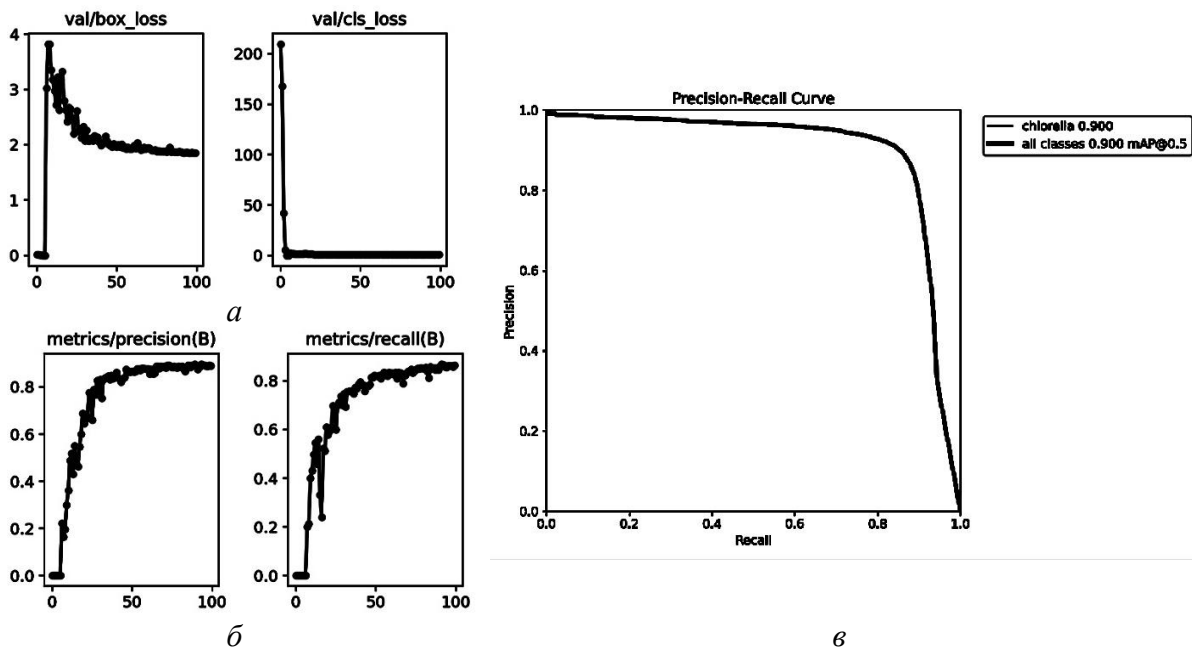 val/box_loss
4
3
2
1
0
0 50 100
val/cls_loss
200
150
100
50
0
0 50 100
а
metrics/precision(B)
0.8
0.6
0.4
0.2
0.0
0 50 100
metrics/recall(B)
0.8
0.6
0.4
0.2
0.0
0 50 100
б
Precision-Recall Curve
1.0
0.8
0.6
0.4
0.2
0.0
Precision
0.0 0.2 0.4 0.6 0.8 1.0
Recall
chlorella 0.900
all classes 0.900 mAP@0.5
в